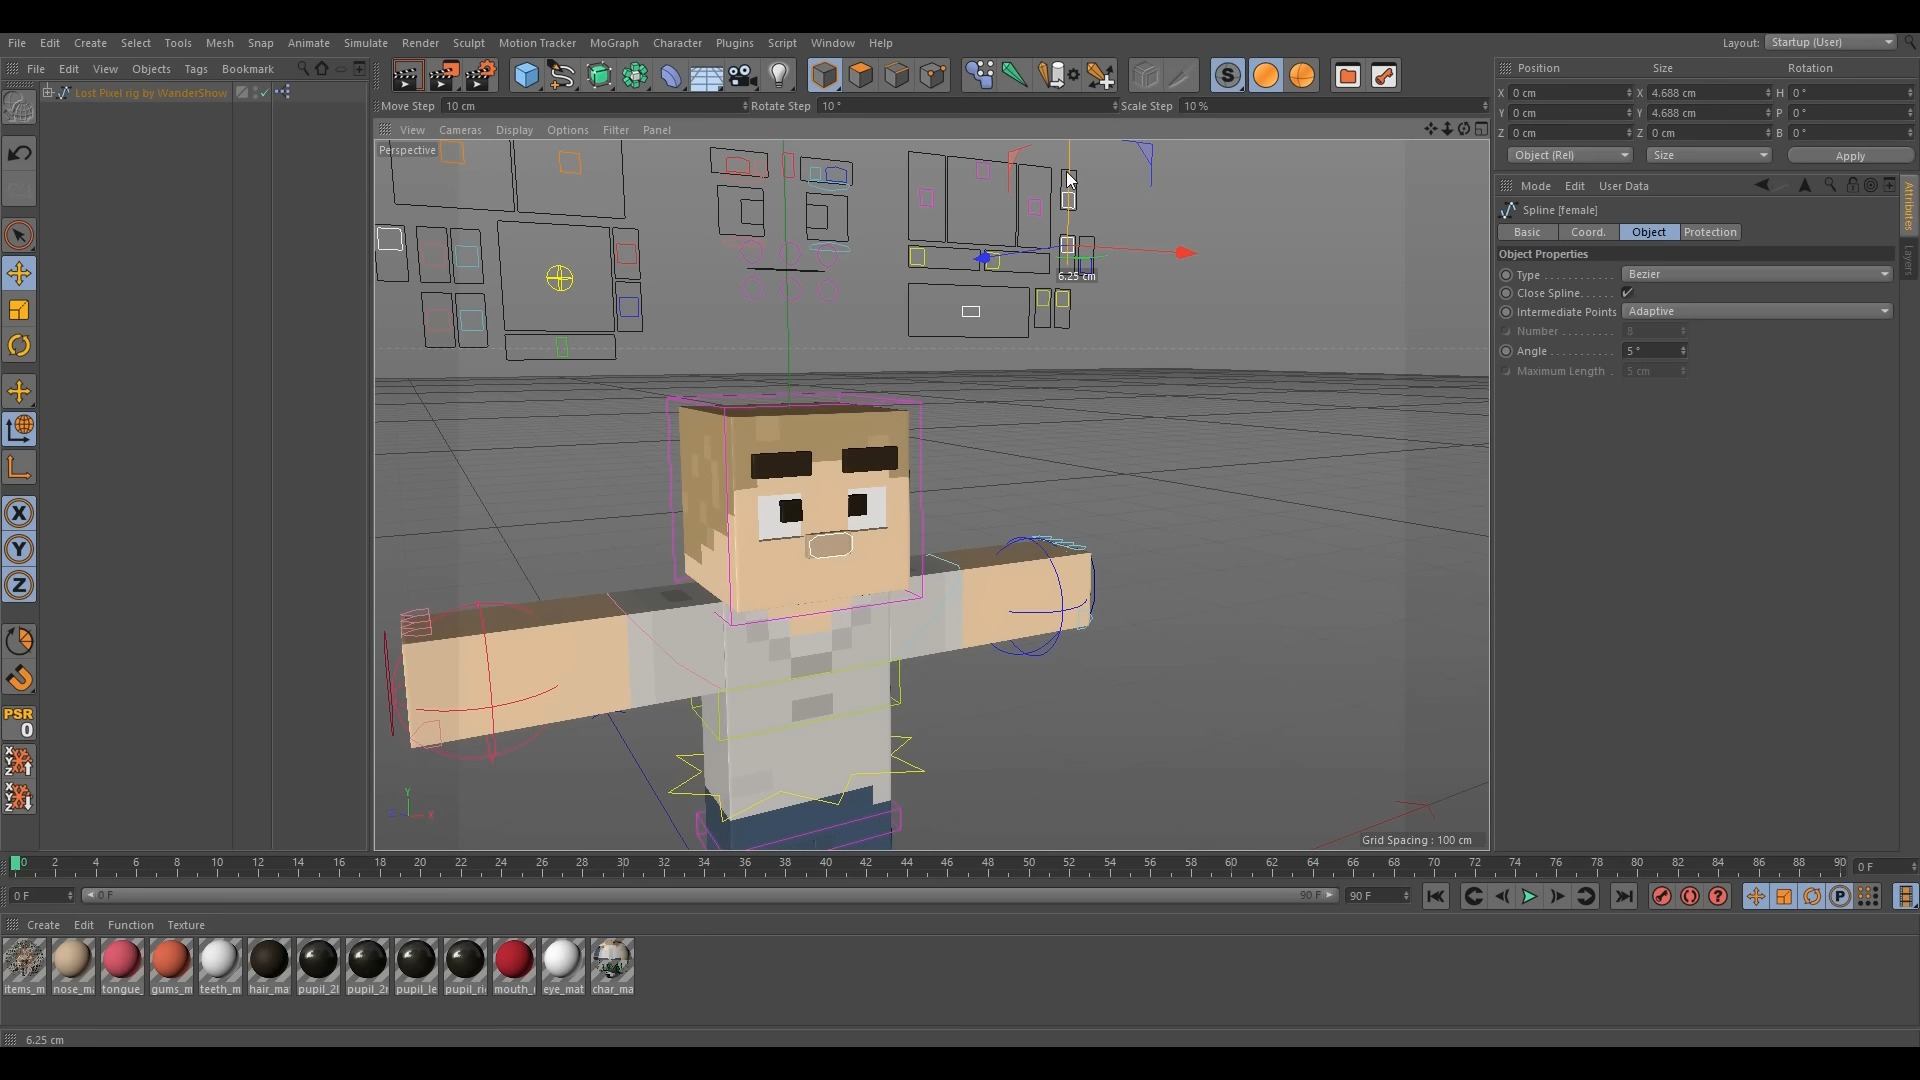 File Edit Create Select Tools Mesh Snap Animate Simulate Render Sculpt Motion Tracker MoGraph Character Plugins Script Window Help Layout: Startup (User)
File Edit View Objects Tags Bookmark
Lost Pixel rig by WanderShow
Move Step 10 cm Rotate Step 10 ° Scale Step 10 %
View Cameras Display Options Filter Panel
Perspective
6.25 cm
Y
X
Grid Spacing : 100 cm
X
Y
Z
PSR
0
Position Size Rotation
X 0 cm X 4.688 cm H 0 °
Y 0 cm Y 4.688 cm P 0 °
Z 0 cm Z 0 cm B 0 °
Object (Rel) Size Apply
Mode Edit User Data
Spline [female]
Basic Coord. Object Protection
Object Properties
Type Bezier
Close Spline
Intermediate Points Adaptive
Number 8
Angle 5 °
Maximum Length 5 cm
Attributes
Layers
0 2 4 6 8 10 12 14 16 18 20 22 24 26 28 30 32 34 36 38 40 42 44 46 48 50 52 54 56 58 60 62 64 66 68 70 72 74 76 78 80 82 84 86 88 90 0 F
0 F 0 F 90 F 90 F
Create Edit Function Texture
items_m nose_m tongue_ gums_m teeth_m hair_ma pupil_2l pupil_2r pupil_le pupil_ri mouth_ eye_mat char_ma
6.25 cm